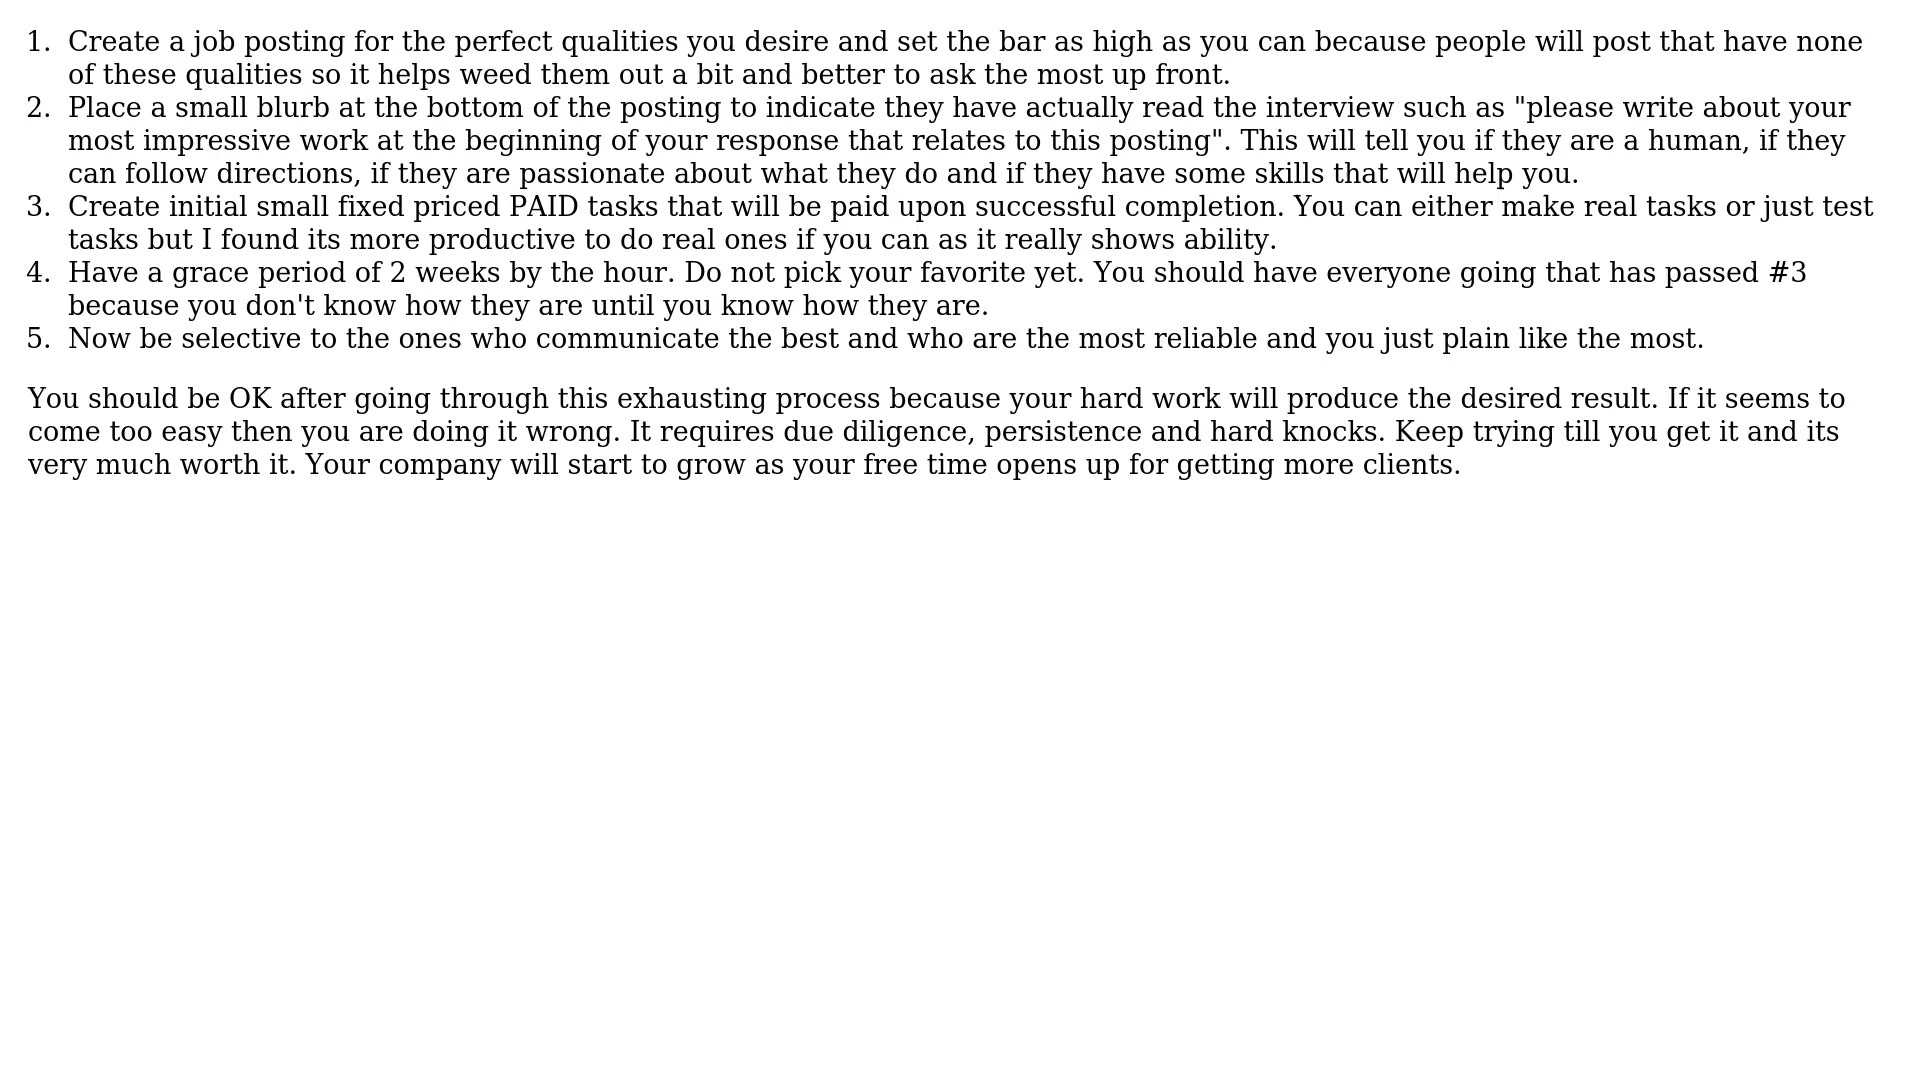 1. Create a job posting for the perfect qualities you desire and set the bar as high as you can because people will post that have none
of these qualities so it helps weed them out a bit and better to ask the most up front.
2. Place a small blurb at the bottom of the posting to indicate they have actually read the interview such as "please write about your
most impressive work at the beginning of your response that relates to this posting". This will tell you if they are a human, if they
can follow directions, if they are passionate about what they do and if they have some skills that will help you.
3. Create initial small fixed priced PAID tasks that will be paid upon successful completion. You can either make real tasks or just test
tasks but I found its more productive to do real ones if you can as it really shows ability.
4. Have a grace period of 2 weeks by the hour. Do not pick your favorite yet. You should have everyone going that has passed #3
because you don't know how they are until you know how they are.
5. Now be selective to the ones who communicate the best and who are the most reliable and you just plain like the most.
You should be OK after going through this exhausting process because your hard work will produce the desired result. If it seems to
come too easy then you are doing it wrong. It requires due diligence, persistence and hard knocks. Keep trying till you get it and its
very much worth it. Your company will start to grow as your free time opens up for getting more clients.